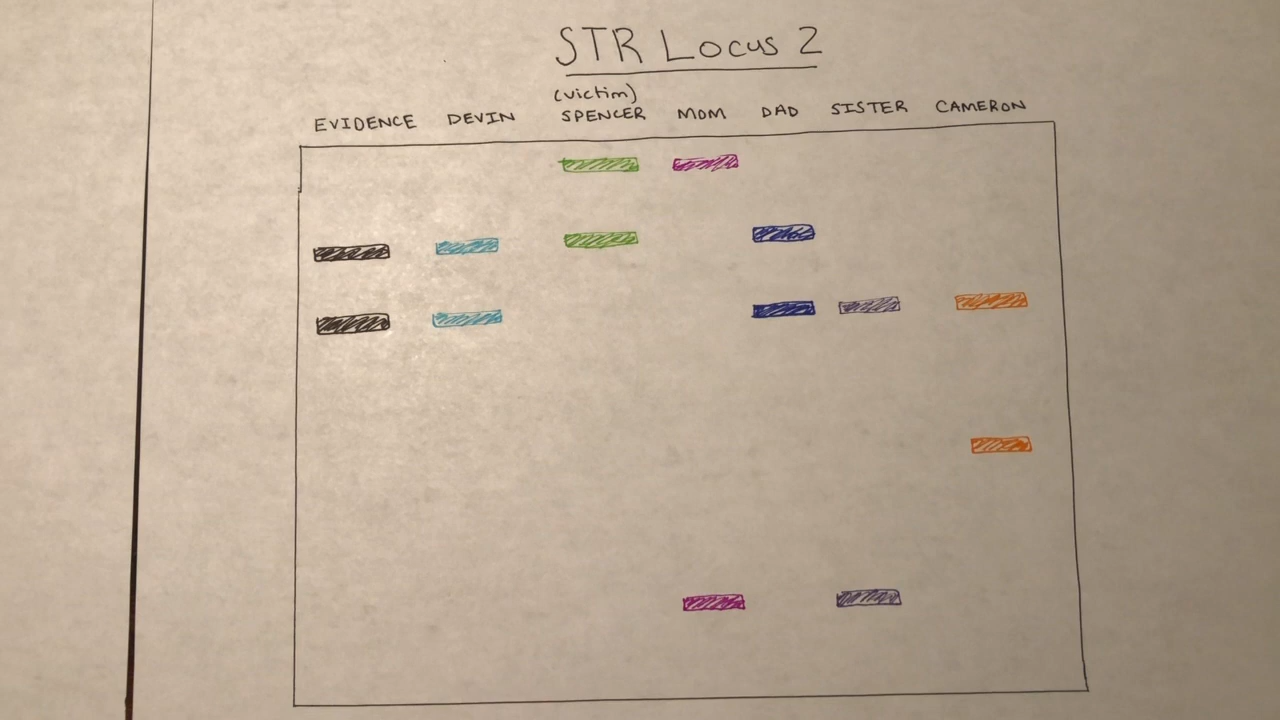 STR Locus 2
(victim)
EVIDENCE DEVIN SPENCER MOM DAD SISTER CAMERON